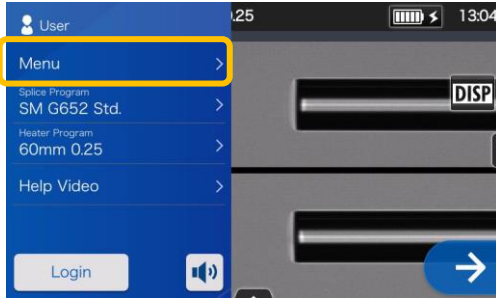 User
.25
13:04
Menu
Splice Program
SM G652 Std.
Heater Program
60mm 0.25
Help Video
Login
DISP